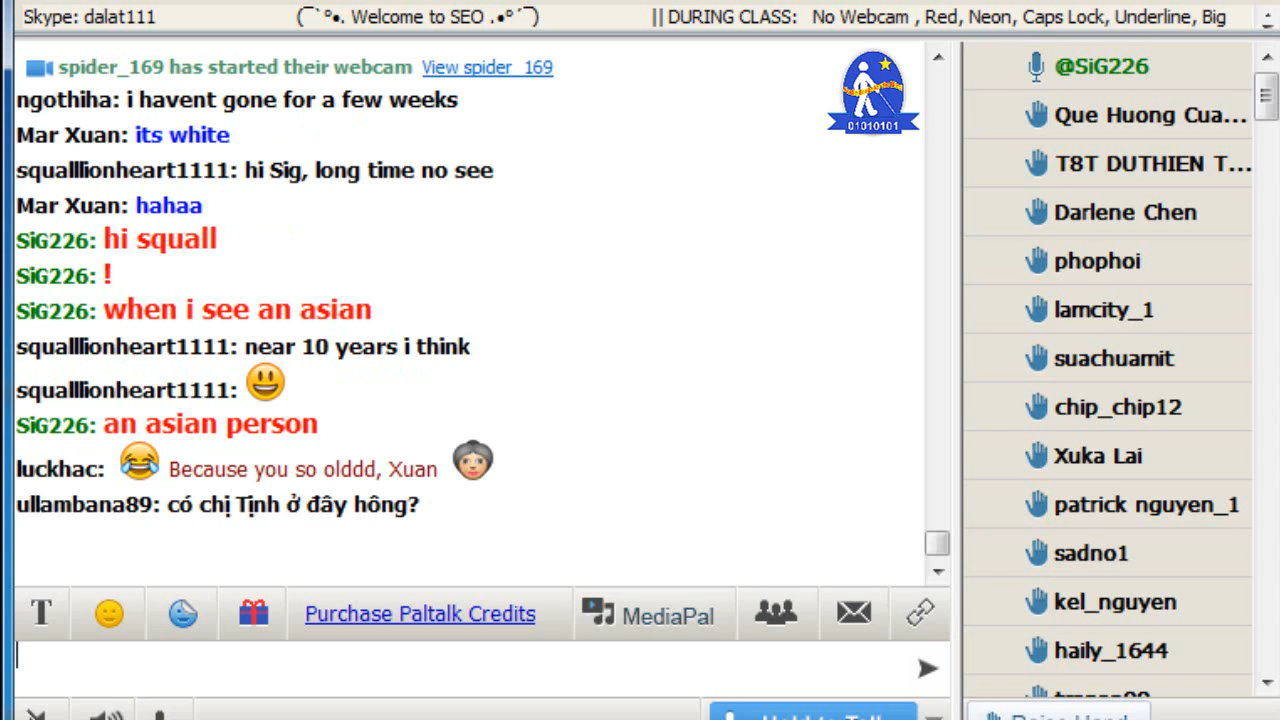 Skype: dalat111 (¯`°•. Welcome to SEO .•°´¯) || DURING CLASS: No Webcam , Red, Neon, Caps Lock, Underline, Big
spider_169 has started their webcam View spider_169
ngothiha: i havent gone for a few weeks
Mar Xuan: its white
squalllionheart1111: hi Sig, long time no see
Mar Xuan: hahaa
SiG226: hi squall
SiG226: !
SiG226: when i see an asian
squalllionheart1111: near 10 years i think
squalllionheart1111: 😃
SiG226: an asian person
luckhac: 😂 Because you so olddd, Xuan 👵
ullambana89: có chị Tịnh ở đây hông?
01010101
T Purchase Paltalk Credits MediaPal
@SiG226
Que Huong Cua...
T8T DUTHIEN T...
Darlene Chen
phophoi
lamcity_1
suachuamit
chip_chip12
Xuka Lai
patrick nguyen_1
sadno1
kel_nguyen
haily_1644